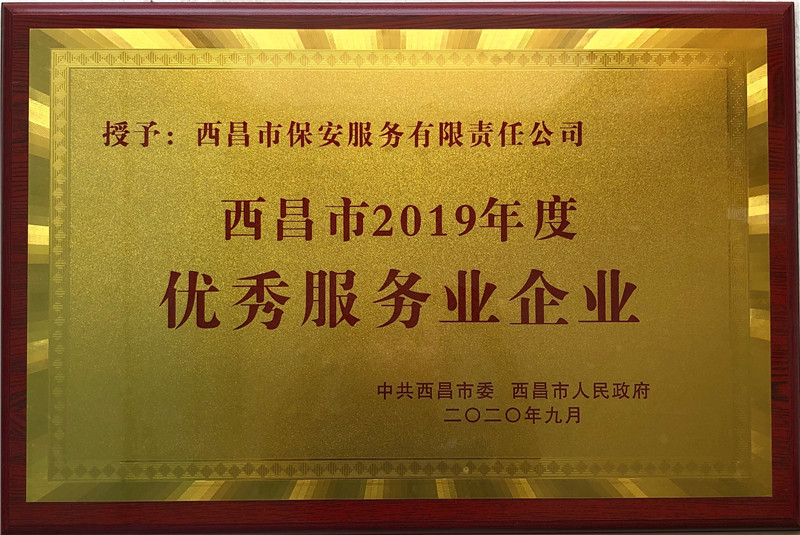 授予：西昌市保安服务有限责任公司
西昌市2019年度
优秀服务业企业
中共西昌市委 西昌市人民政府
二〇二〇年九月